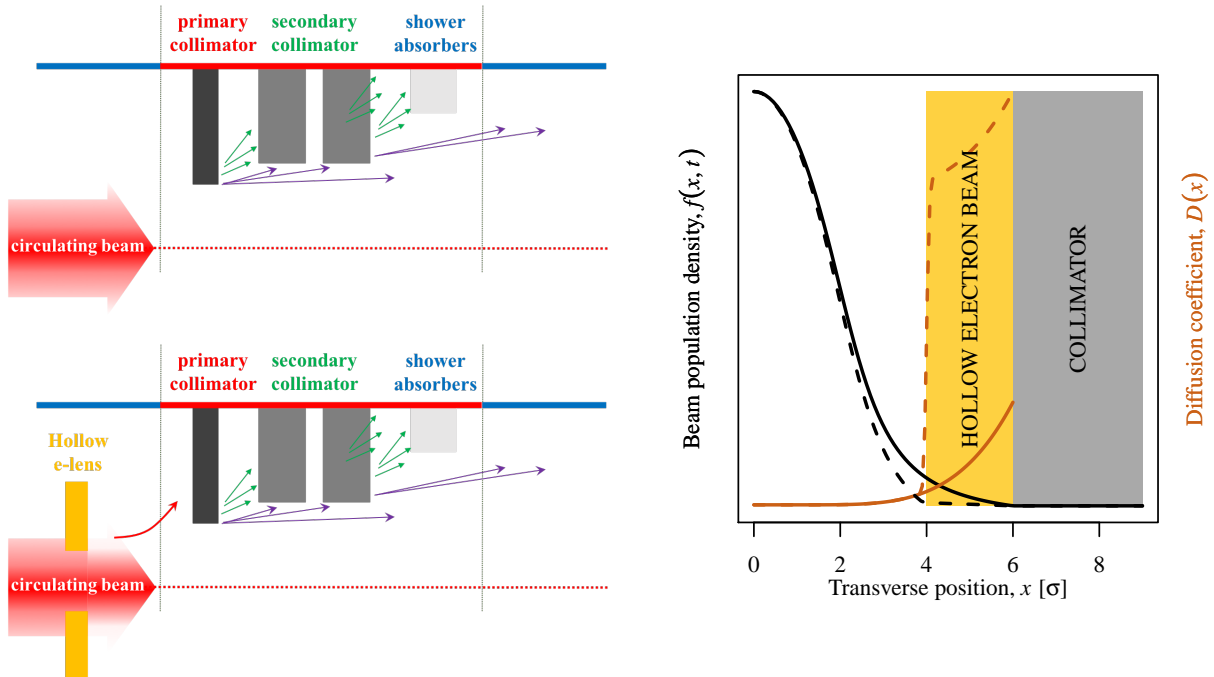 primary
collimator
secondary
collimator
shower
absorbers
circulating beam
primary
collimator
secondary
collimator
shower
absorbers
Hollow
e-lens
circulating beam
Beam population density, f(x, t)
HOLLOW ELECTRON BEAM
COLLIMATOR
Diffusion coefficient, D(x)
0 2 4 6 8
Transverse position, x [σ]